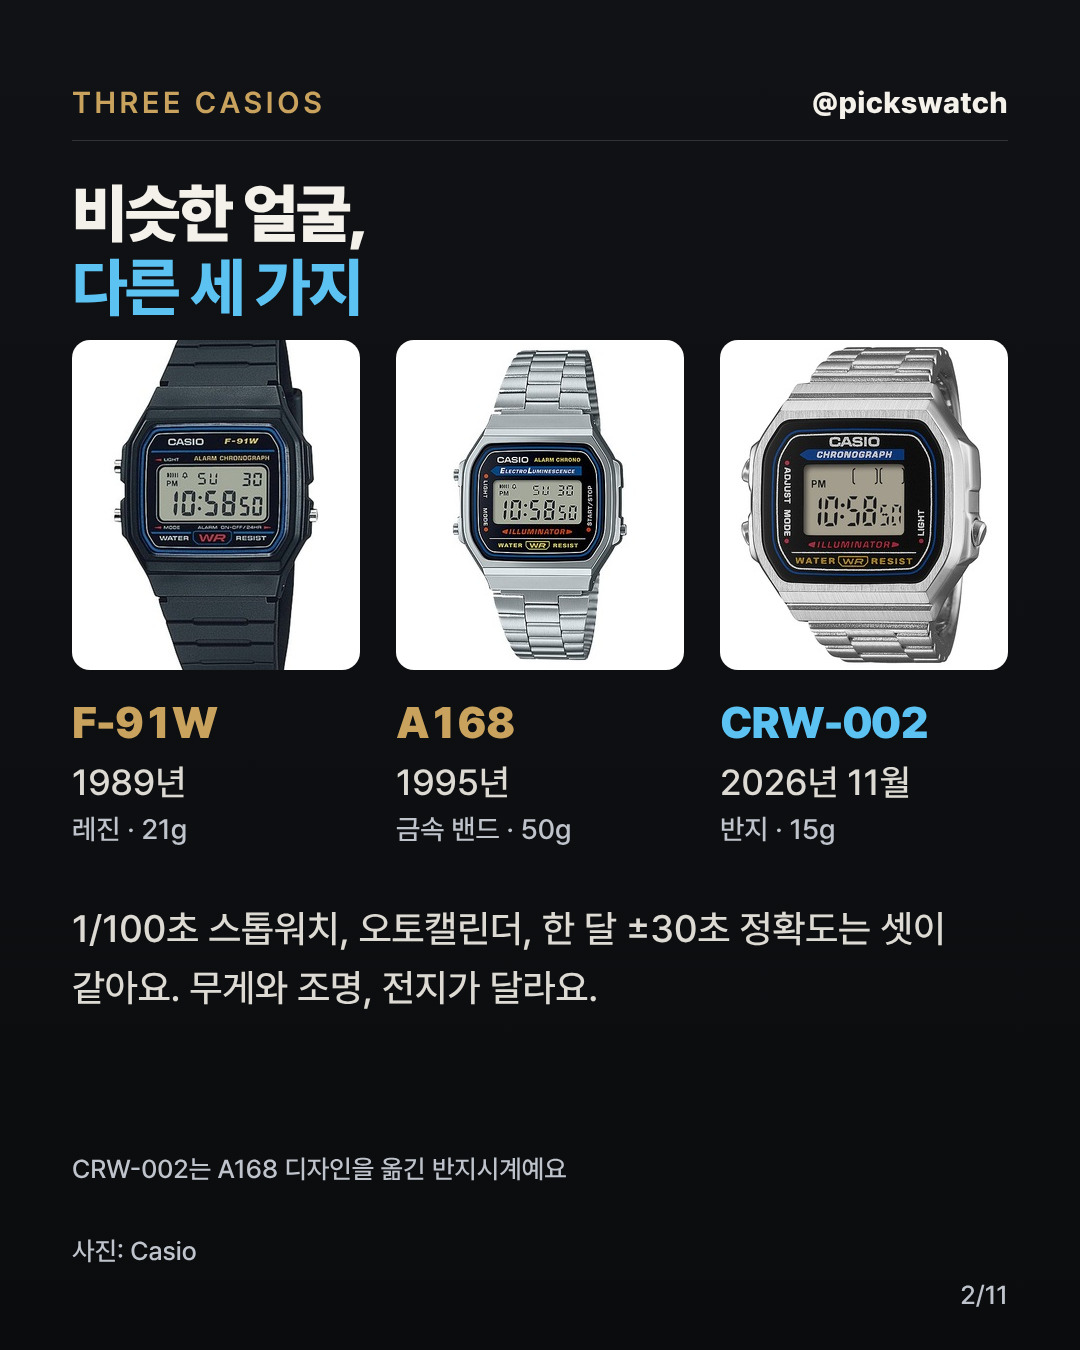 THREE CASIOS
@pickswatch
비슷한 얼굴,
다른 세 가지
CASIO F-91W
LIGHT ALARM CHRONOGRAPH
SU 30
PM
10:58 50
MODE ALARM ON-OFF/24HR
WATER WR RESIST
CASIO ALARM CHRONO
ELECTROLUMINESCENCE
LIGHT MODE
SU 30
PM
10:58 50
START/STOP
ILLUMINATOR
WATER WR RESIST
CASIO
CHRONOGRAPH
ADJUST MODE
PM
10:58 50
LIGHT
ILLUMINATOR
WATER WR RESIST
F-91W
1989년
레진 · 21g
A168
1995년
금속 밴드 · 50g
CRW-002
2026년 11월
반지 · 15g
1/100초 스톱워치, 오토캘린더, 한 달 ±30초 정확도는 셋이
같아요. 무게와 조명, 전지가 달라요.
CRW-002는 A168 디자인을 옮긴 반지시계예요
사진: Casio
2/11